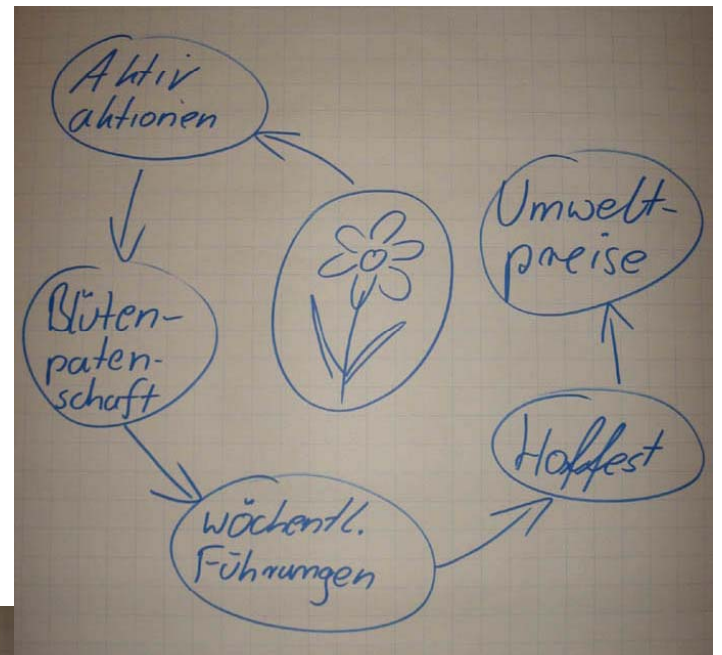 Aktiv
aktionen
Blüten-
paten-
schaft
wöchentl.
Führungen
Hoffest
Umwelt-
preise